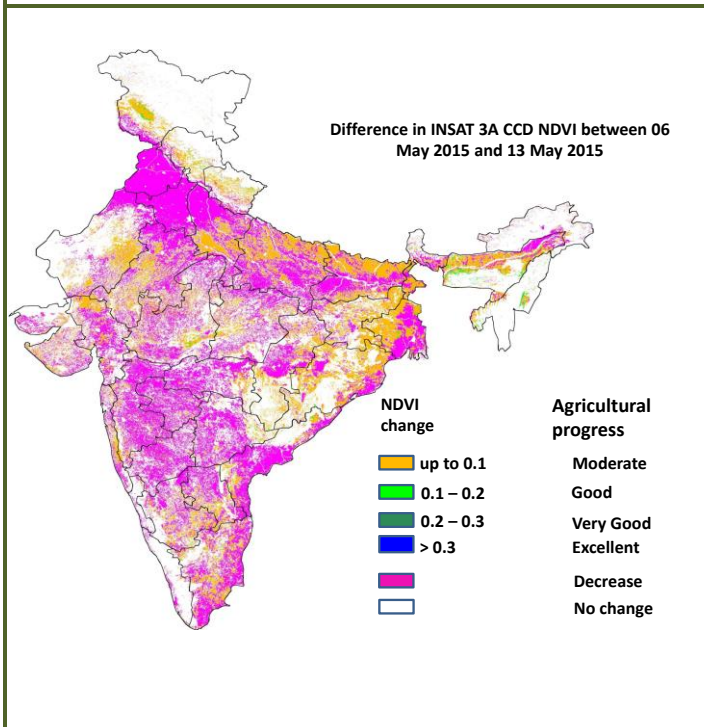 Difference in INSAT 3A CCD NDVI between 06
May 2015 and 13 May 2015
NDVI
change
Agricultural
progress
up to 0.1 Moderate
0.1 – 0.2 Good
0.2 – 0.3 Very Good
> 0.3 Excellent
Decrease
No change